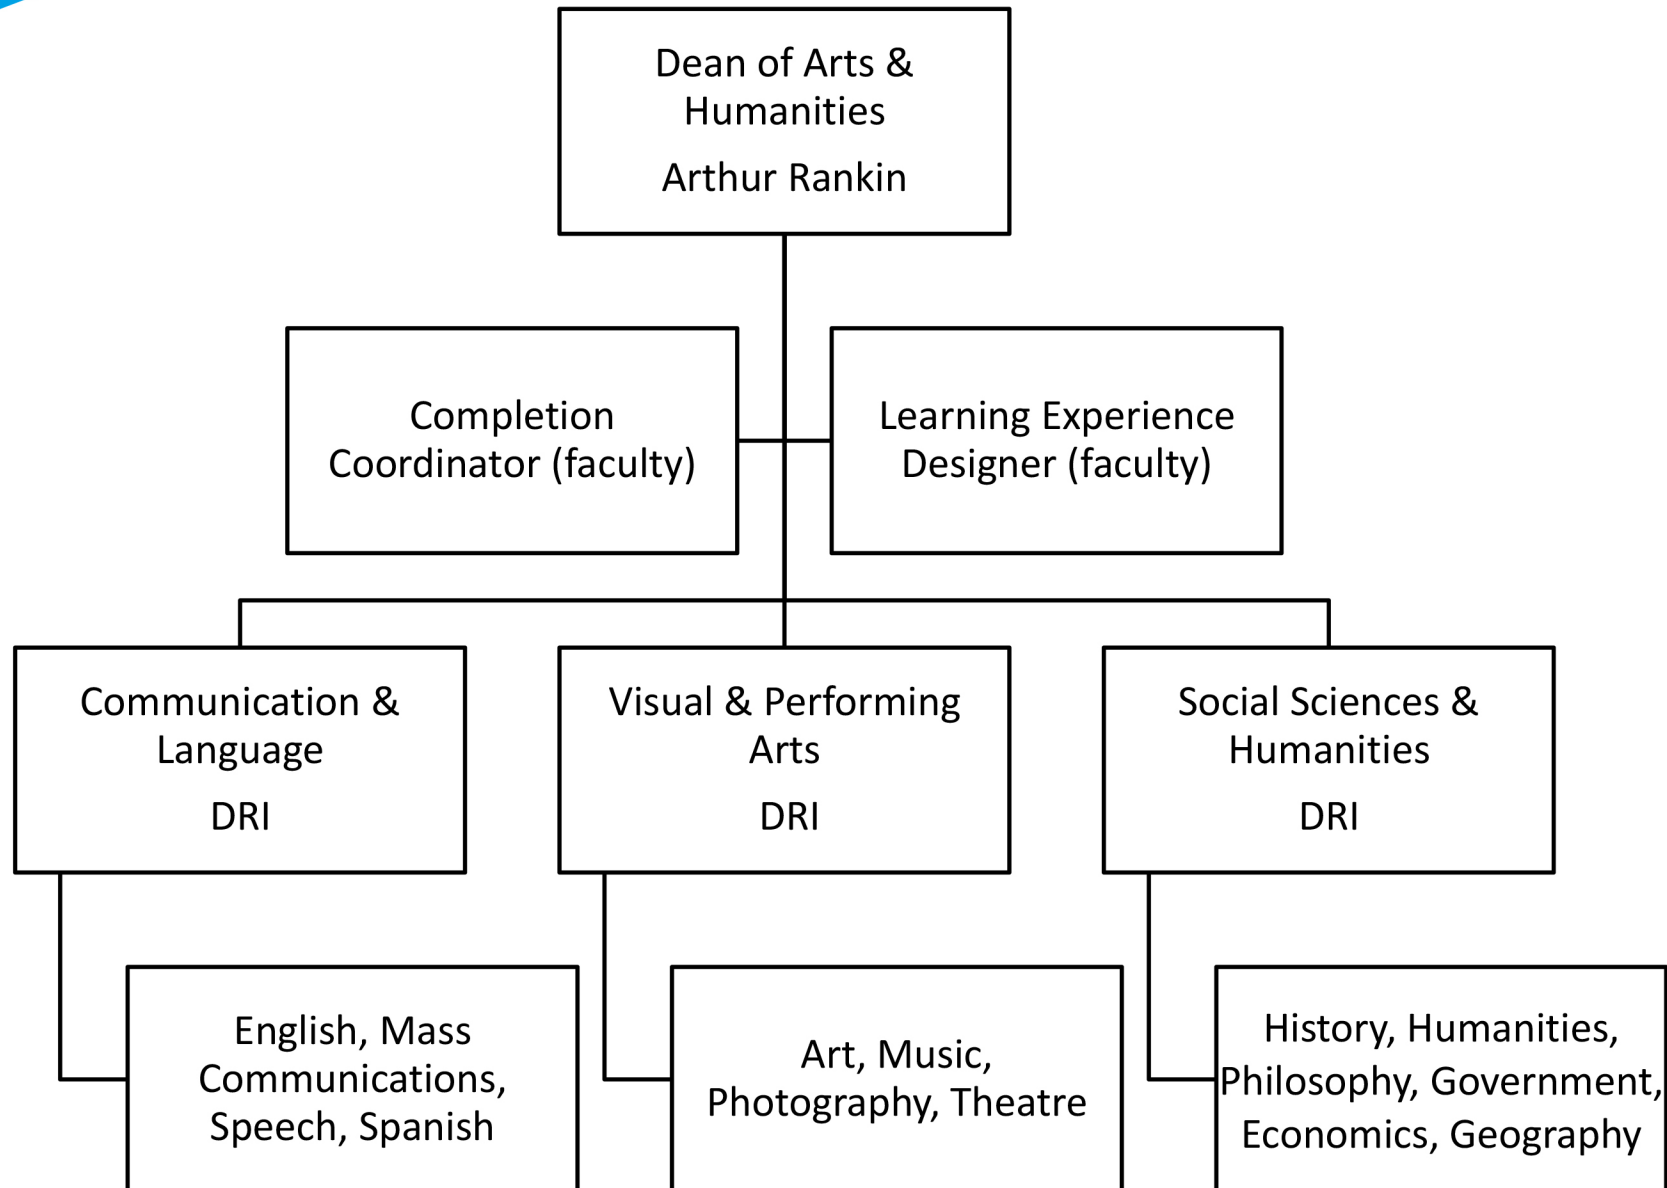 Dean of Arts &
Humanities
Arthur Rankin
Completion
Coordinator (faculty)
Learning Experience
Designer (faculty)
Communication &
Language
DRI
Visual & Performing
Arts
DRI
Social Sciences &
Humanities
DRI
English, Mass
Communications,
Speech, Spanish
Art, Music,
Photography, Theatre
History, Humanities,
Philosophy, Government,
Economics, Geography